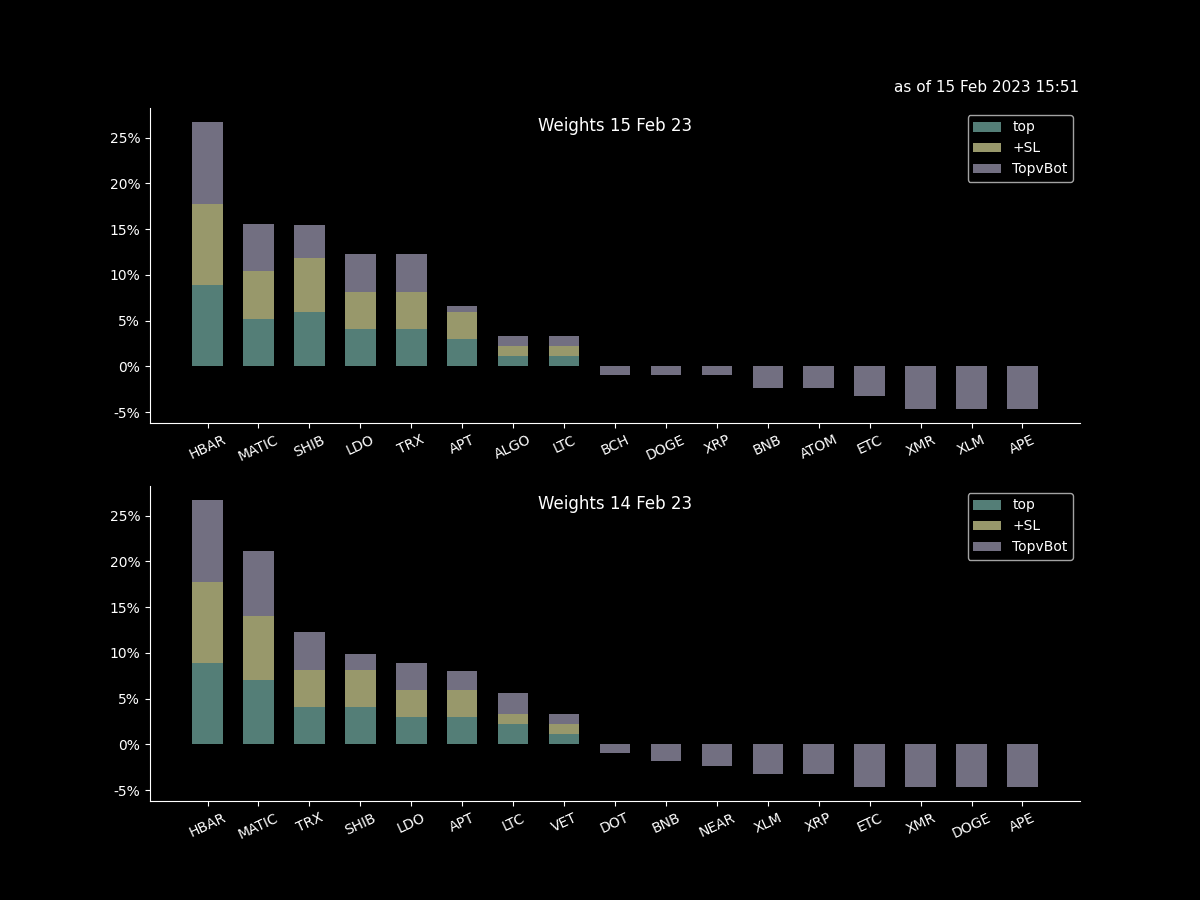 as of 15 Feb 2023 15:51
Weights 15 Feb 23
top
+SL
TopvBot
25%
20%
15%
10%
5%
0%
-5%
HBAR MATIC SHIB LDO TRX APT ALGO LTC BCH DOGE XRP BNB ATOM ETC XMR XLM APE
Weights 14 Feb 23
top
+SL
TopvBot
25%
20%
15%
10%
5%
0%
-5%
HBAR MATIC TRX SHIB LDO APT LTC VET DOT BNB NEAR XLM XRP ETC XMR DOGE APE